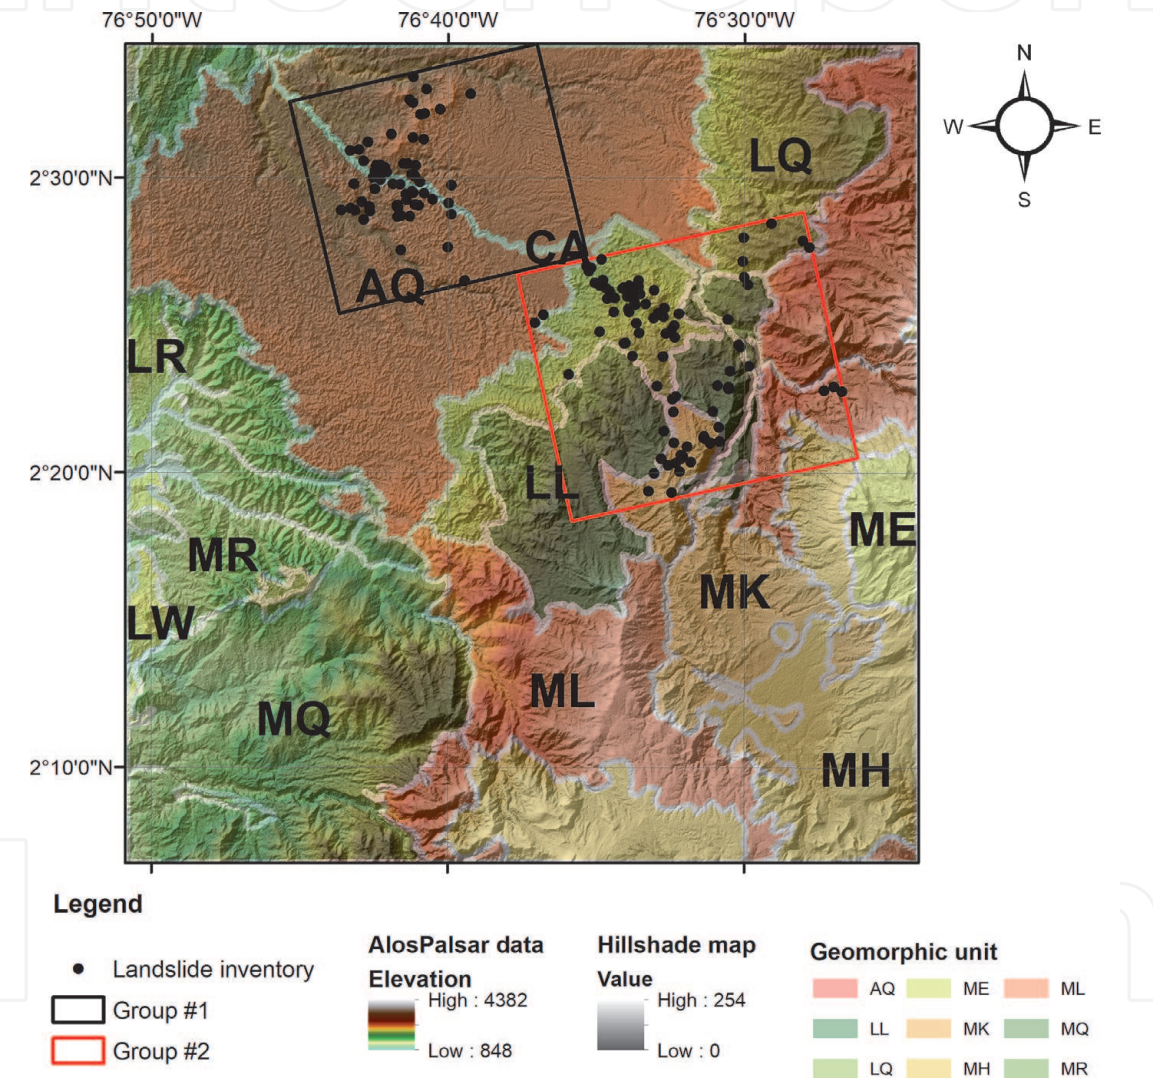 76°50'0"W 76°40'0"W 76°30'0"W
N
W E
S
2°30'0"N
2°20'0"N
2°10'0"N
LQ
CA
AQ
LR
LL
ME
MR
MK
LW
ML
MQ
MH
Legend
Landslide inventory
Group #1
Group #2
AlosPalsar data
Elevation
High : 4382
Low : 848
Hillshade map
Value
High : 254
Low : 0
Geomorphic unit
AQ ME ML
LL MK MQ
LQ MH MR